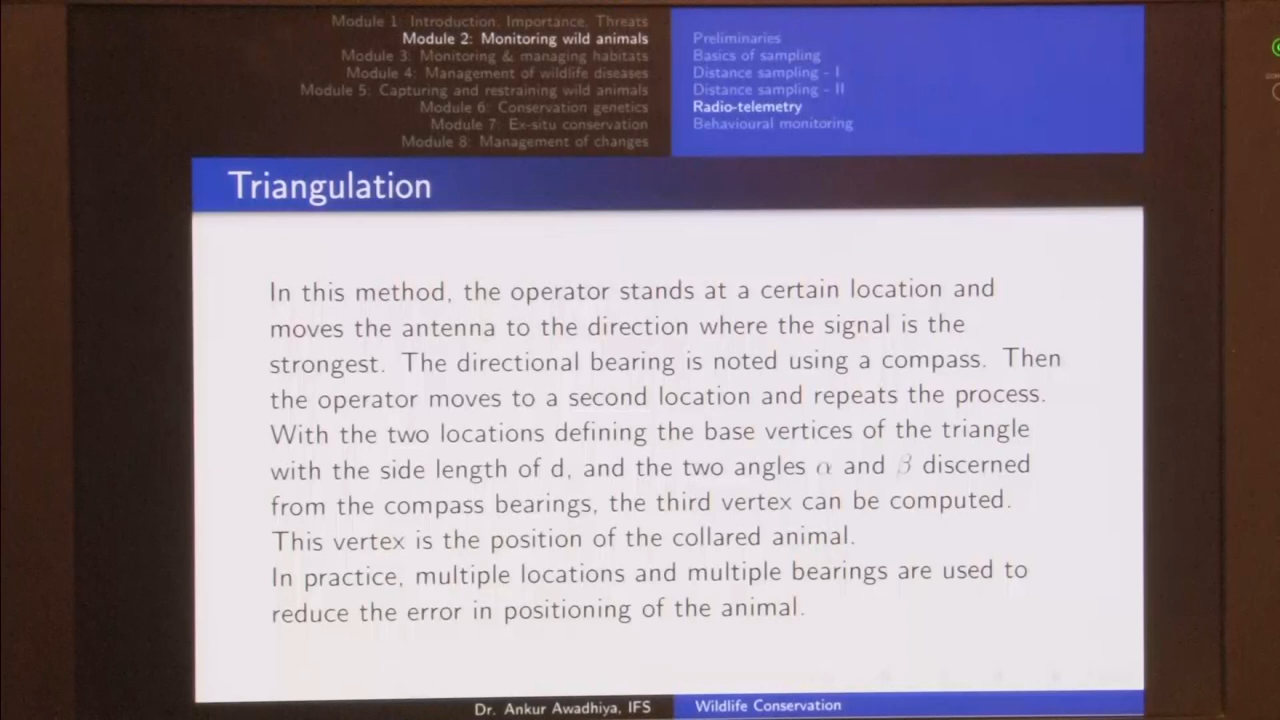 Module 1: Introduction, Importance, Threats
Module 2: Monitoring wild animals
Module 3: Monitoring & managing habitats
Module 4: Management of wildlife diseases
Module 5: Capturing and restraining wild animals
Module 6: Conservation genetics
Module 7: Ex-situ conservation
Module 8: Management of changes
Preliminaries
Basics of sampling
Distance sampling - I
Distance sampling - II
Radio-telemetry
Behavioural monitoring
Triangulation
In this method, the operator stands at a certain location and
moves the antenna to the direction where the signal is the
strongest. The directional bearing is noted using a compass. Then
the operator moves to a second location and repeats the process.
With the two locations defining the base vertices of the triangle
with the side length of d, and the two angles α and β discerned
from the compass bearings, the third vertex can be computed.
This vertex is the position of the collared animal.
In practice, multiple locations and multiple bearings are used to
reduce the error in positioning of the animal.
Dr. Ankur Awadhiya, IFS
Wildlife Conservation